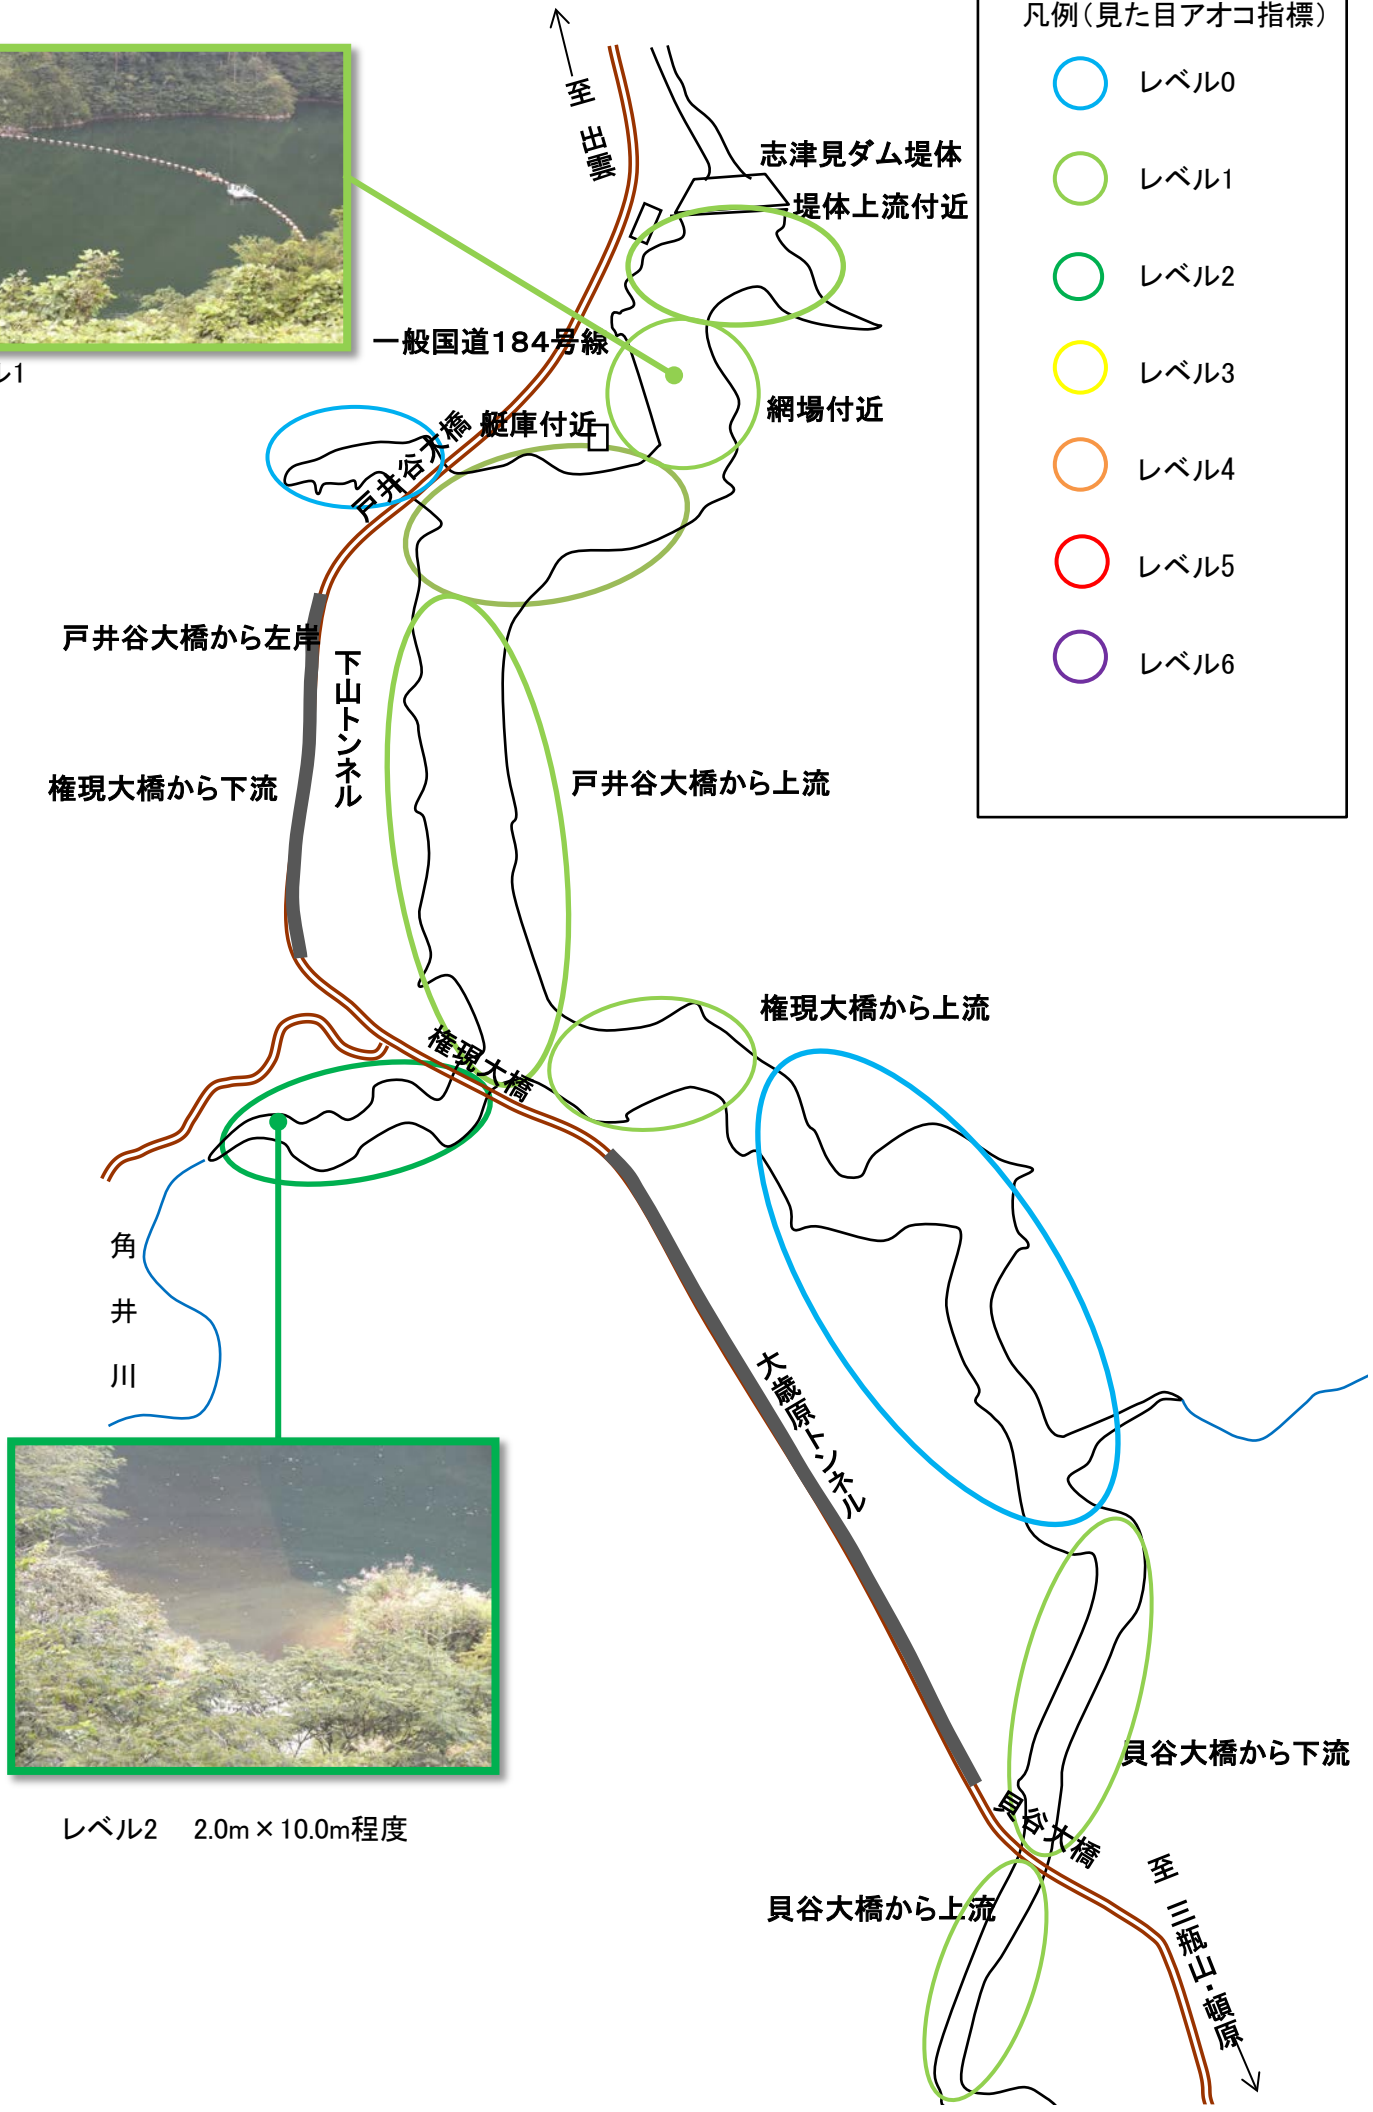 凡例（見た目アオコ指標）
レベル0
レベル1
レベル2
レベル3
レベル4
レベル5
レベル6
至 出雲
志津見ダム堤体
堤体上流付近
一般国道184号線
網場付近
艇庫付近
戸井谷大橋
ル1
戸井谷大橋から左岸
下山トンネル
権現大橋から下流
戸井谷大橋から上流
権現大橋から上流
権現大橋
角井川
大歳原トンネル
レベル2 2.0m×10.0m程度
貝谷大橋から下流
貝谷大橋
貝谷大橋から上流
至 三瓶山・頓原